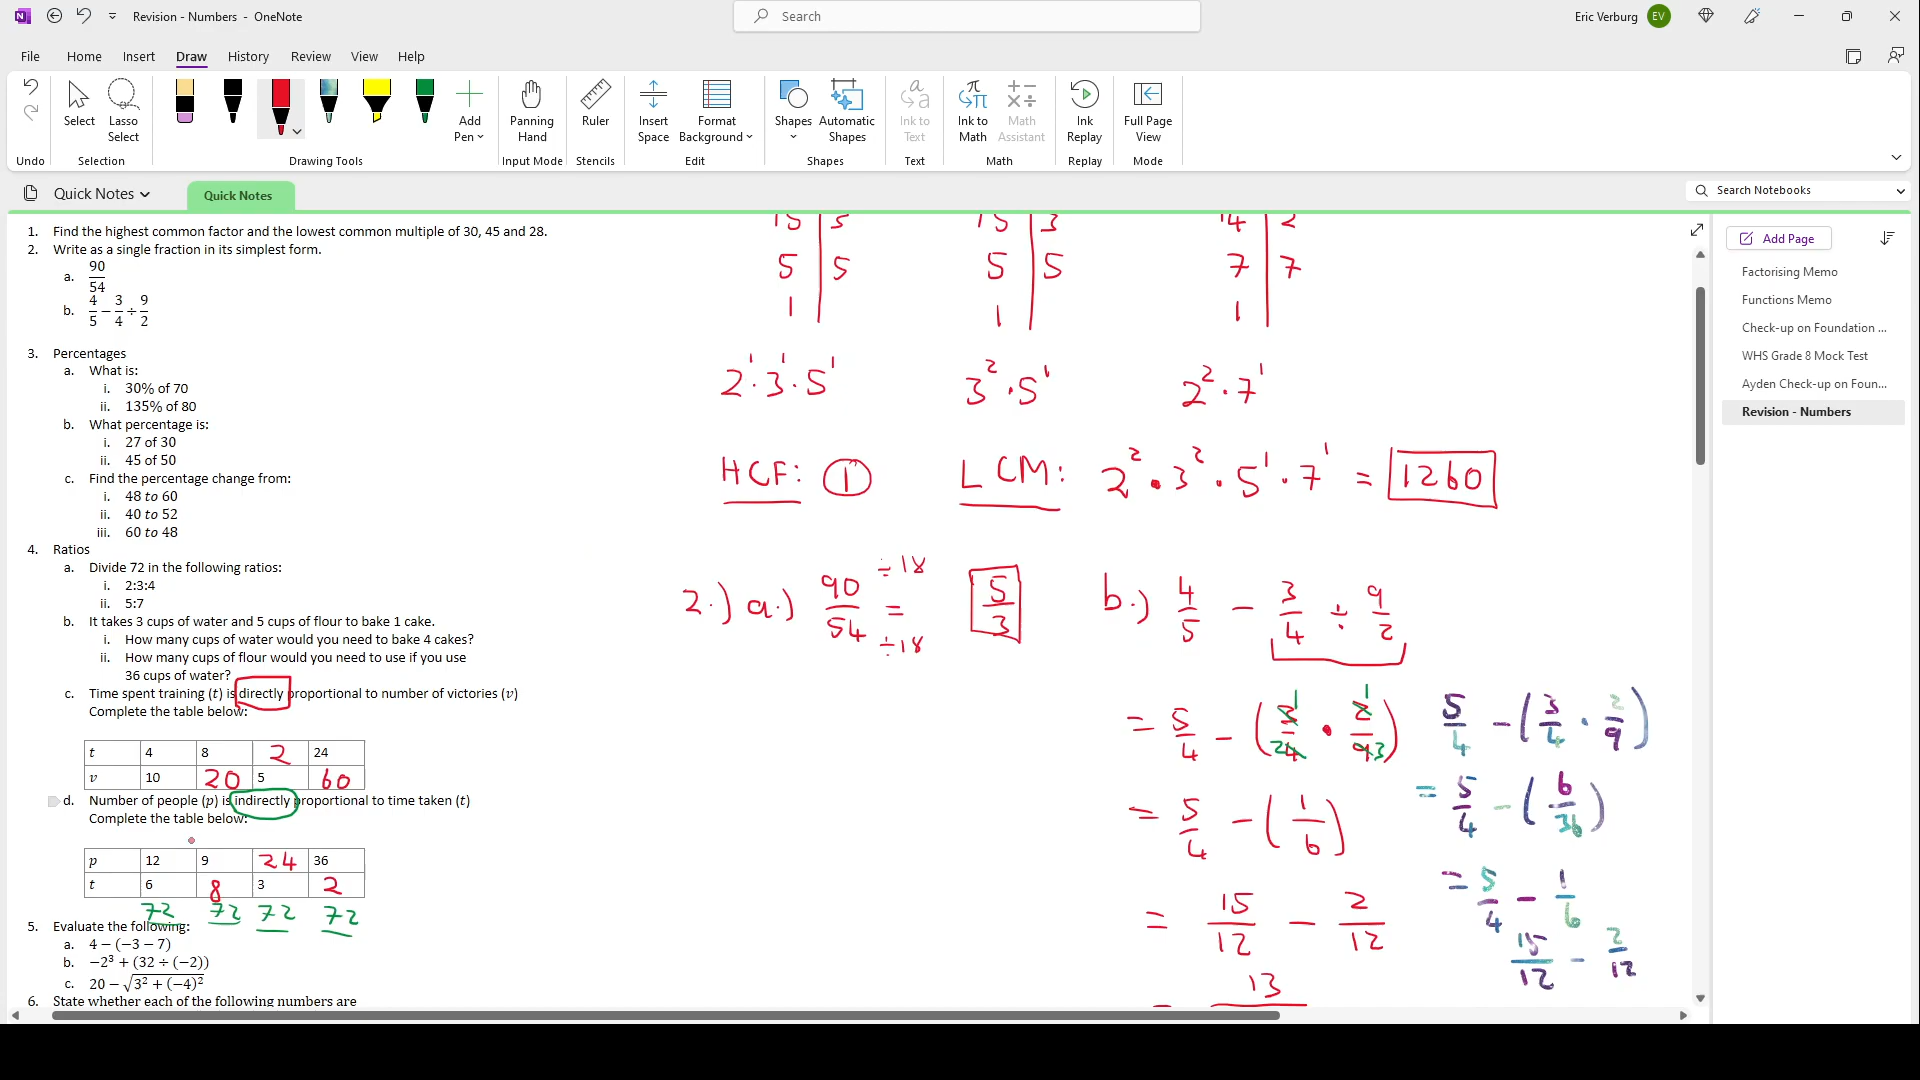 Revision - Numbers - OneNote
Search
Eric Verburg EV
File Home Insert Draw History Review View Help
Select
Lasso Select
Add Pen
Panning Hand
Ruler
Insert Space
Format Background
Shapes
Automatic Shapes
Ink to Text
Ink to Math
Math Assistant
Ink Replay
Full Page View
Undo Selection Drawing Tools Input Mode Stencils Edit Shapes Text Math Replay Mode
Quick Notes
Quick Notes
Search Notebooks
Add Page
Factorising Memo
Functions Memo
Check-up on Foundation ...
WHS Grade 8 Mock Test
Ayden Check-up on Foun...
Revision - Numbers
1. Find the highest common factor and the lowest common multiple of 30, 45 and 28.
2. Write as a single fraction in its simplest form.
a. 90/54
b. 4/5 − 3/4 ÷ 9/2
3. Percentages
a. What is:
i. 30% of 70
ii. 135% of 80
b. What percentage is:
i. 27 of 30
ii. 45 of 50
c. Find the percentage change from:
i. 48 to 60
ii. 40 to 52
iii. 60 to 48
4. Ratios
a. Divide 72 in the following ratios:
i. 2:3:4
ii. 5:7
b. It takes 3 cups of water and 5 cups of flour to bake 1 cake.
i. How many cups of water would you need to bake 4 cakes?
ii. How many cups of flour would you need to use if you use
36 cups of water?
c. Time spent training (t) is directly proportional to number of victories (v)
Complete the table below:
t 4 8 2 24
v 10 20 5 60
d. Number of people (p) is indirectly proportional to time taken (t)
Complete the table below:
p 12 9 24 36
t 6 8 3 2
72 72 72 72
5. Evaluate the following:
a. 4 − (−3 − 7)
b. −2³ + (32 ÷ (−2))
c. 20 − √(3² + (−4)²)
6. State whether each of the following numbers are
15 5 15 3 14 2
5 5 5 5 7 7
1 1 1
2¹·3¹·5¹ 3²·5¹ 2²·7¹
HCF: 1 LCM: 2²·3²·5¹·7¹ = 1260
2.) a.) 90/54 = 5/3
÷18
÷18
b.) 4/5 − 3/4 ÷ 9/2
= 5/4 − (3/4 · 2/9)
1 1
2 3
= 5/4 − (1/6)
= 15/12 − 2/12
= 13
5/4 − (3/4 · 2/9)
= 5/4 − (6/36)
= 5/4 − 1/6
15/12 − 2/12